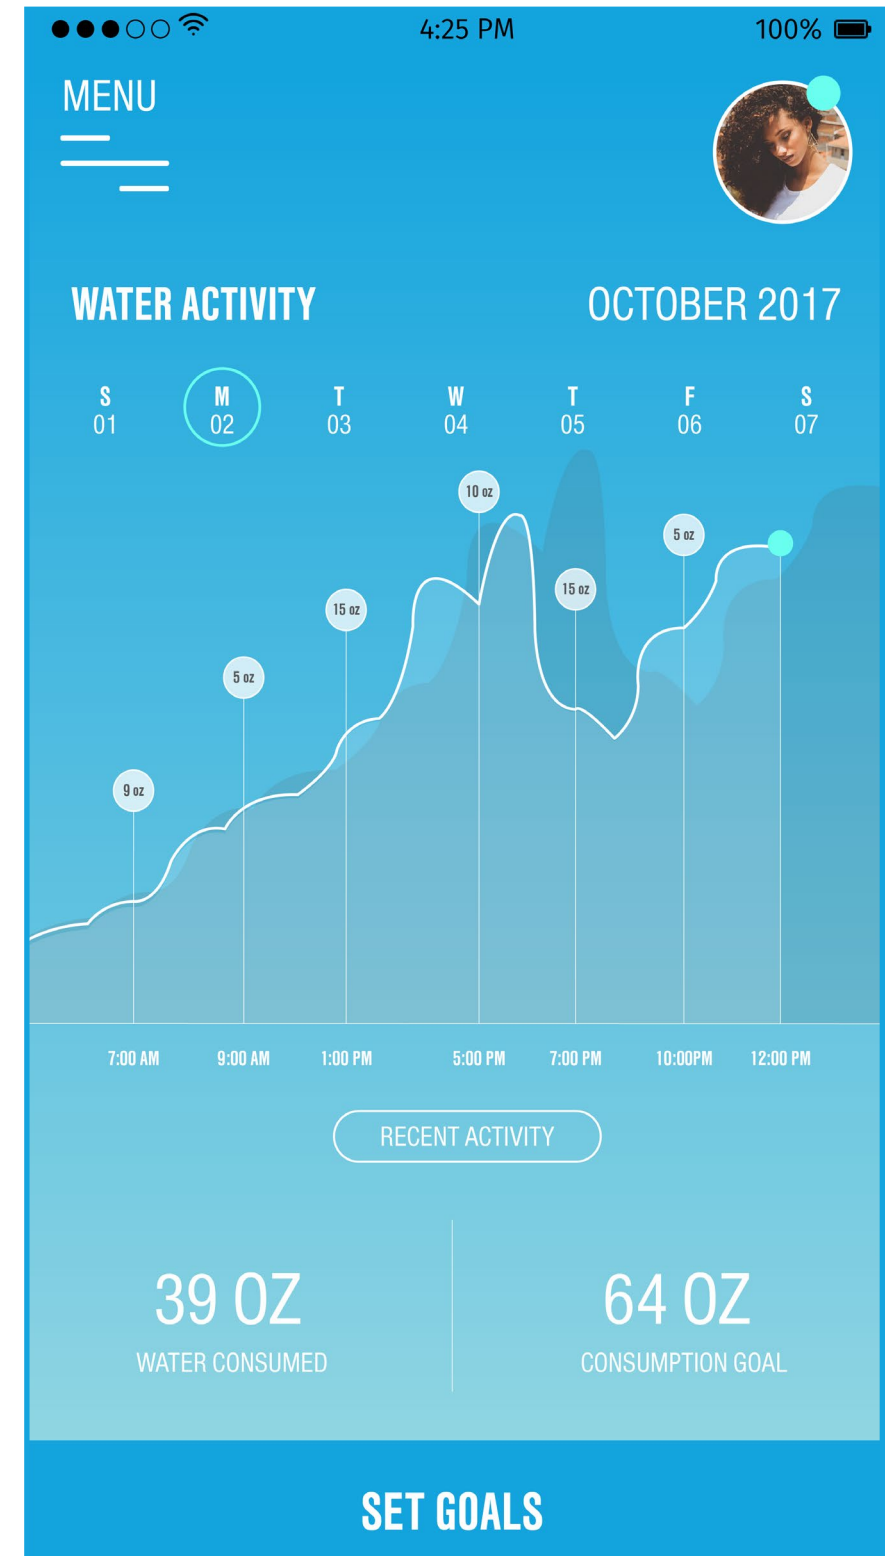 4:25 PM 100%
MENU
WATER ACTIVITY OCTOBER 2017
S M T W T F S
01 02 03 04 05 06 07
10 oz
5 oz
15 oz
15 oz
5 oz
9 oz
7:00 AM 9:00 AM 1:00 PM 5:00 PM 7:00 PM 10:00PM 12:00 PM
RECENT ACTIVITY
39 OZ 64 OZ
WATER CONSUMED CONSUMPTION GOAL
SET GOALS